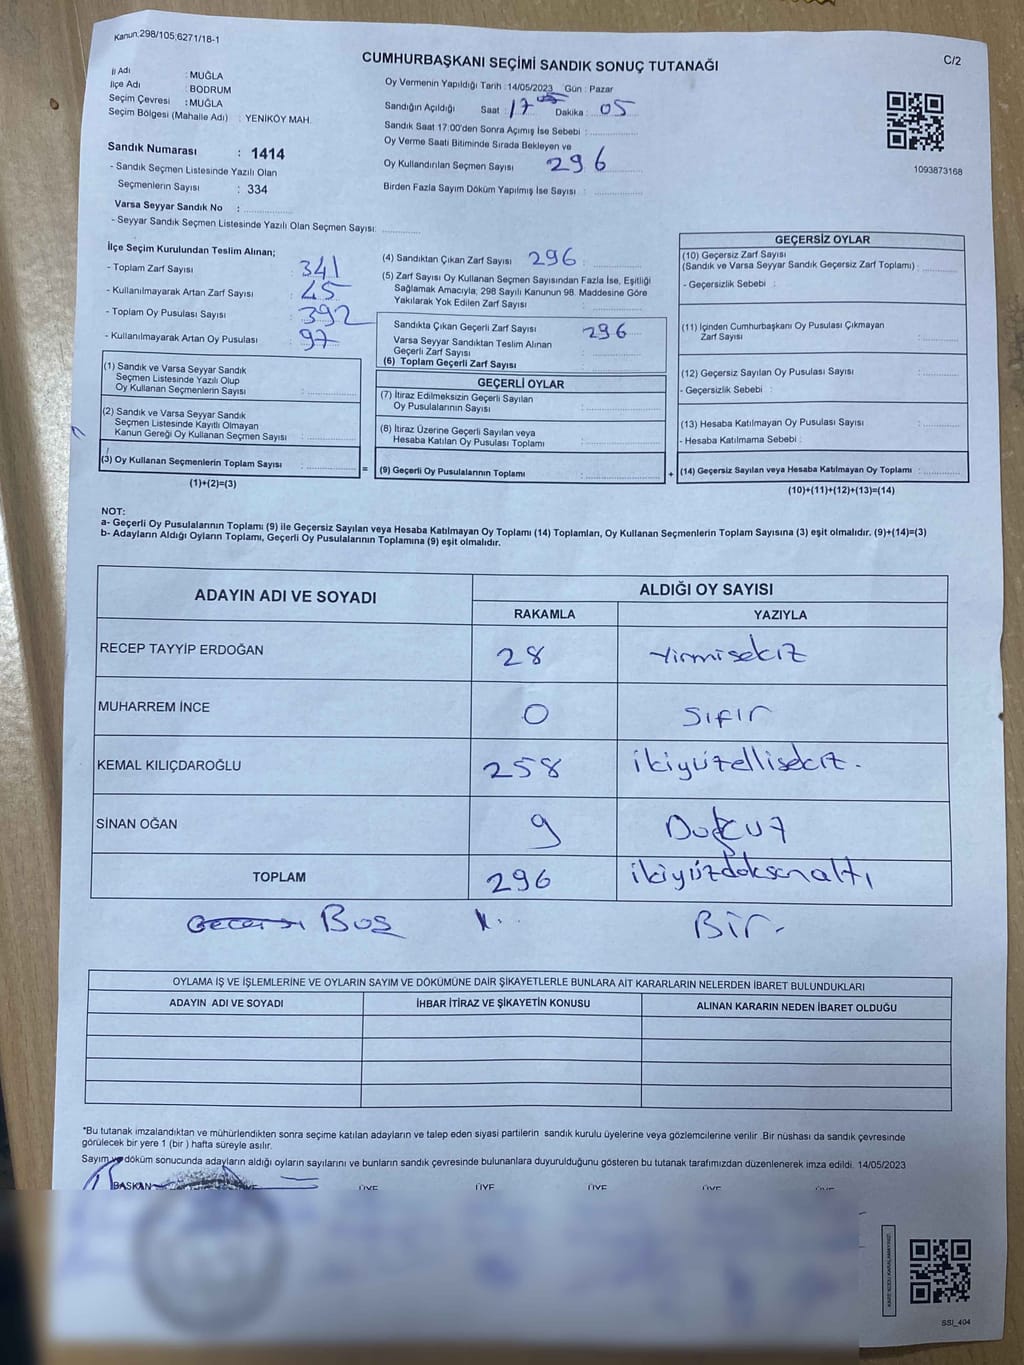 Kanun:298/105,6271/18-1
C/2
CUMHURBAŞKANI SEÇİMİ SANDIK SONUÇ TUTANAĞI
İl Adı : MUĞLA
İlçe Adı : BODRUM
Seçim Çevresi : MUĞLA
Seçim Bölgesi (Mahalle Adı) : YENİKÖY MAH.
Oy Vermenin Yapıldığı Tarih : 14/05/2023 Gün : Pazar
Sandığın Açıldığı Saat : 17 Dakika : 05
Sandık Saat 17:00'den Sonra Açımış İse Sebebi :
Oy Verme Saati Bitiminde Sırada Bekleyen ve
Oy Kullandırılan Seçmen Sayısı 296
Birden Fazla Sayım Döküm Yapılmış İse Sayısı :
1093873168
Sandık Numarası : 1414
- Sandık Seçmen Listesinde Yazılı Olan
Seçmenlerin Sayısı : 334
Varsa Seyyar Sandık No :
- Seyyar Sandık Seçmen Listesinde Yazılı Olan Seçmen Sayısı:
İlçe Seçim Kurulundan Teslim Alınan;
- Toplam Zarf Sayısı : 341
- Kullanılmayarak Artan Zarf Sayısı : 45
- Toplam Oy Pusulası Sayısı : 392
- Kullanılmayarak Artan Oy Pusulası : 97
(1) Sandık ve Varsa Seyyar Sandık
Seçmen Listesinde Yazılı Olup
Oy Kullanan Seçmenlerin Sayısı :
(2) Sandık ve Varsa Seyyar Sandık
Seçmen Listesinde Kayıtlı Olmayan
Kanun Gereği Oy Kullanan Seçmen Sayısı :
(3) Oy Kullanan Seçmenlerin Toplam Sayısı : =
(1)+(2)=(3)
(4) Sandıktan Çıkan Zarf Sayısı 296
(5) Zarf Sayısı Oy Kullanan Seçmen Sayısından Fazla İse, Eşitliği
Sağlamak Amacıyla, 298 Sayılı Kanunun 98. Maddesine Göre
Yakılarak Yok Edilen Zarf Sayısı :
Sandıkta Çıkan Geçerli Zarf Sayısı 296
Varsa Seyyar Sandıktan Teslim Alınan
Geçerli Zarf Sayısı :
(6) Toplam Geçerli Zarf Sayısı :
GEÇERLİ OYLAR
(7) İtiraz Edilmeksizin Geçerli Sayılan
Oy Pusulalarının Sayısı :
(8) İtiraz Üzerine Geçerli Sayılan veya
Hesaba Katılan Oy Pusulası Toplamı :
(9) Geçerli Oy Pusulalarının Toplamı : +
GEÇERSİZ OYLAR
(10) Geçersiz Zarf Sayısı
(Sandık ve Varsa Seyyar Sandık Geçersiz Zarf Toplamı) :
- Geçersizlik Sebebi :
(11) İçinden Cumhurbaşkanı Oy Pusulası Çıkmayan
Zarf Sayısı :
(12) Geçersiz Sayılan Oy Pusulası Sayısı :
- Geçersizlik Sebebi :
(13) Hesaba Katılmayan Oy Pusulası Sayısı :
- Hesaba Katılmama Sebebi :
(14) Geçersiz Sayılan veya Hesaba Katılmayan Oy Toplamı :
(10)+(11)+(12)+(13)=(14)
NOT:
a- Geçerli Oy Pusulalarının Toplamı (9) ile Geçersiz Sayılan veya Hesaba Katılmayan Oy Toplamı (14) Toplamları, Oy Kullanan Seçmenlerin Toplam Sayısına (3) eşit olmalıdır. (9)+(14)=(3)
b- Adayların Aldığı Oyların Toplamı, Geçerli Oy Pusulalarının Toplamına (9) eşit olmalıdır.
ADAYIN ADI VE SOYADI ALDIĞI OY SAYISI
RAKAMLA YAZIYLA
RECEP TAYYİP ERDOĞAN 28 Yirmisekiz
MUHARREM İNCE 0 Sıfır
KEMAL KILIÇDAROĞLU 258 ikiyüzellisekiz.
SİNAN OĞAN 9 Dokuz
TOPLAM 296 ikiyüzdoksanaltı
Boş 1. Bir.
OYLAMA İŞ VE İŞLEMLERİNE VE OYLARIN SAYIM VE DÖKÜMÜNE DAİR ŞİKAYETLERLE BUNLARA AİT KARARLARIN NELERDEN İBARET BULUNDUKLARI
ADAYIN ADI VE SOYADI İHBAR İTİRAZ VE ŞİKAYETİN KONUSU ALINAN KARARIN NEDEN İBARET OLDUĞU
*Bu tutanak imzalandıktan ve mühürlendikten sonra seçime katılan adayların ve talep eden siyasi partilerin sandık kurulu üyelerine veya gözlemcilerine verilir. Bir nüshası da sandık çevresinde
görülecek bir yere 1 (bir) hafta süreyle asılır.
Sayım ve döküm sonucunda adayların aldığı oyların sayılarını ve bunların sandık çevresinde bulunanlara duyurulduğunu gösteren bu tutanak tarafımızdan düzenlenerek imza edildi. 14/05/2023
BAŞKAN ÜYE ÜYE ÜYE ÜYE ÜYE
SSI_404